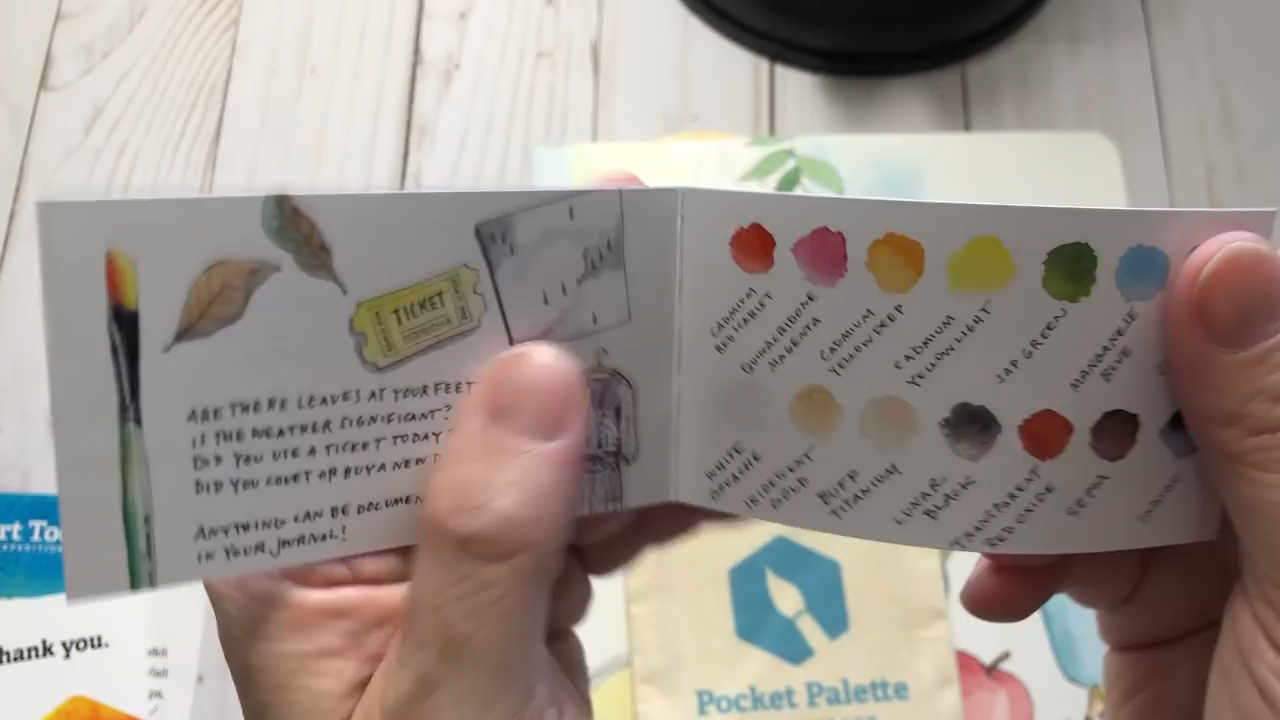 TICKET
ARE THERE LEAVES AT YOUR FEET
IS THE WEATHER SIGNIFICANT?
DID YOU USE A TICKET TODAY
DID YOU COVET OR BUY A NEW
ANYTHING CAN BE DOCUMEN
IN YOUR JOURNAL!
CADMIUM
RED SCARLET
QUINACRIDONE
MAGENTA
CADMIUM
YELLOW DEEP
CADMIUM
YELLOW LIGHT
SAP GREEN
MANGANESE
BLUE
WHITE
GOUACHE
IRIDESCENT
GOLD
BUFF
TITANIUM
LUNAR
BLACK
TRANSPARENT
RED OXIDE
SEPIA
INDIGO
rt Too
hank you.
Pocket Palette